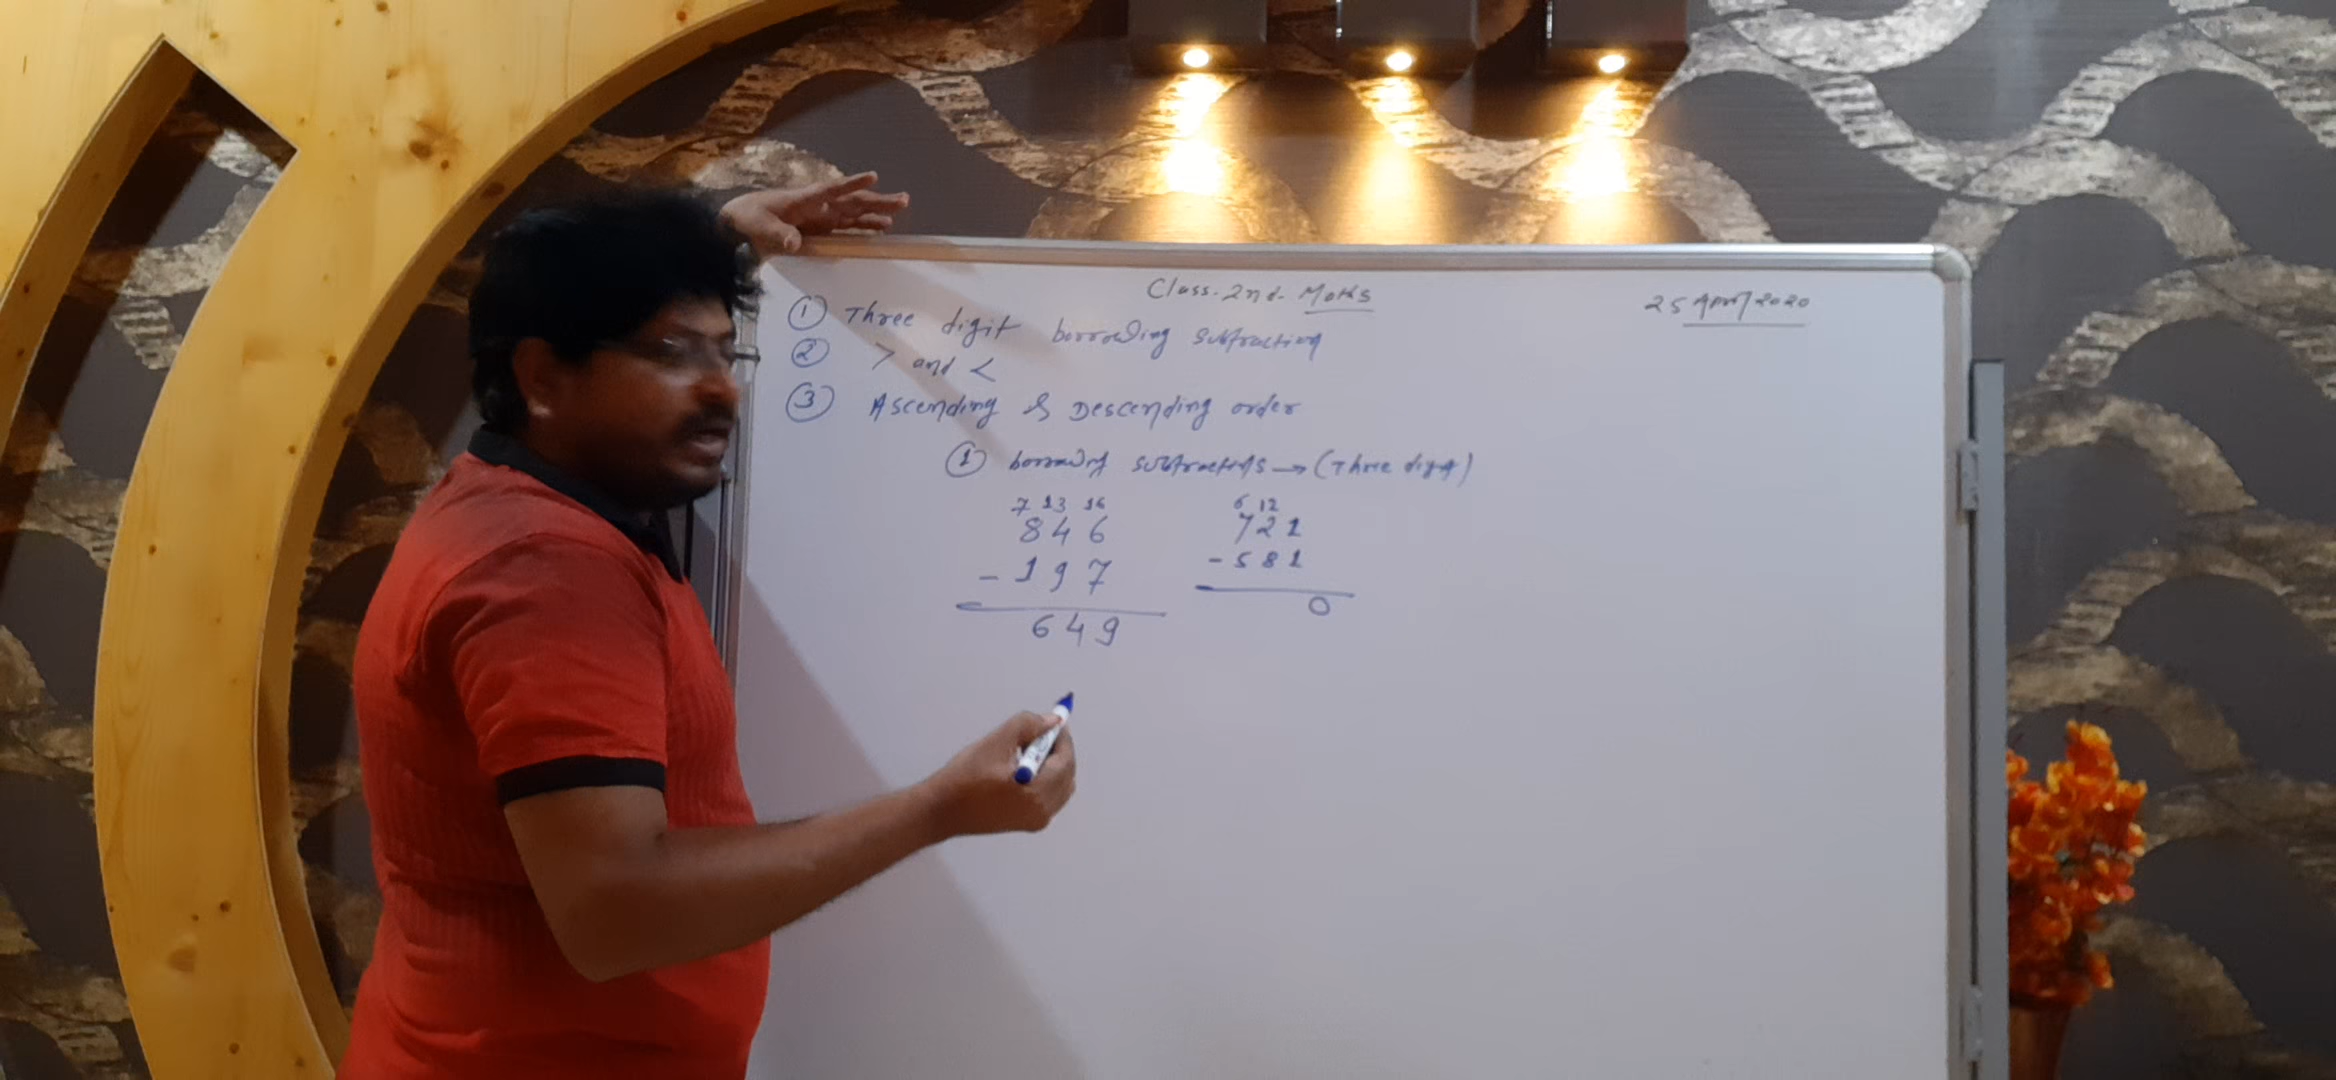 Class-2nd- Maths
25 April 2020
① Three digit borrowing subtraction
② > and <
③ Ascending & Descending order
① borrowing subtractions → (Three digit)
7 13 16
846
- 197
649
6 12
721
- 581
0